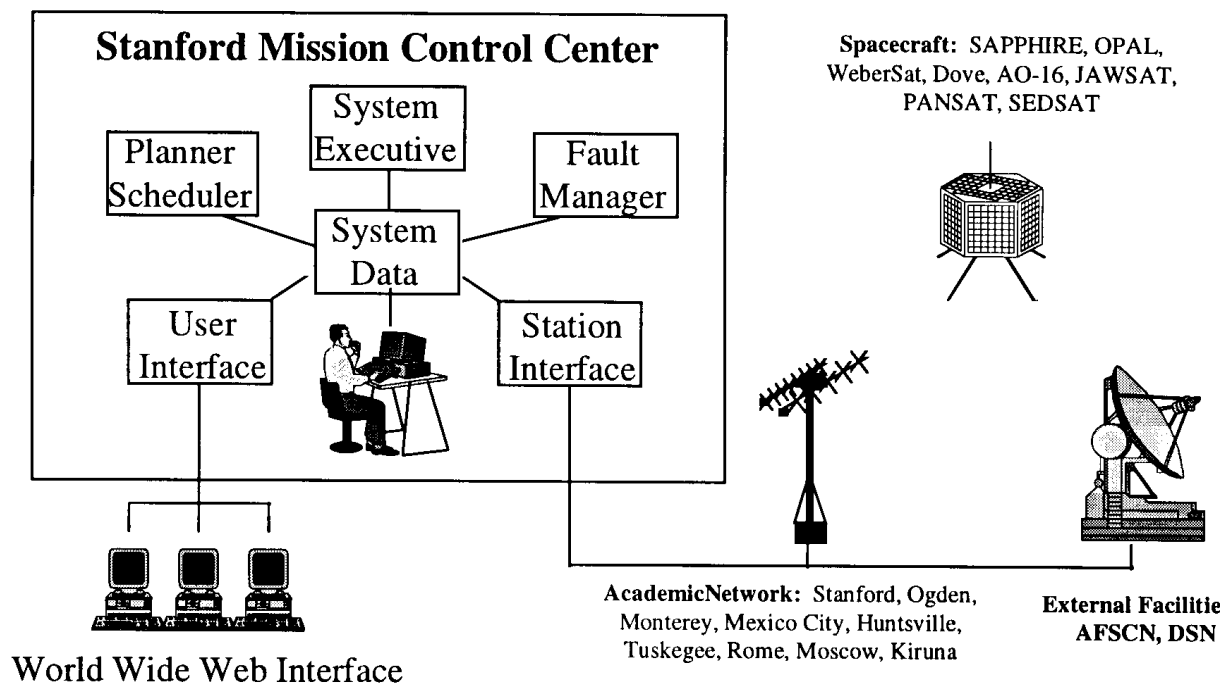 Stanford Mission Control Center
System
Executive
Planner
Scheduler
Fault
Manager
System
Data
User
Interface
Station
Interface
World Wide Web Interface
Spacecraft: SAPPHIRE, OPAL,
WeberSat, Dove, AO-16, JAWSAT,
PANSAT, SEDSAT
AcademicNetwork: Stanford, Ogden,
Monterey, Mexico City, Huntsville,
Tuskegee, Rome, Moscow, Kiruna
External Facilitie
AFSCN, DSN